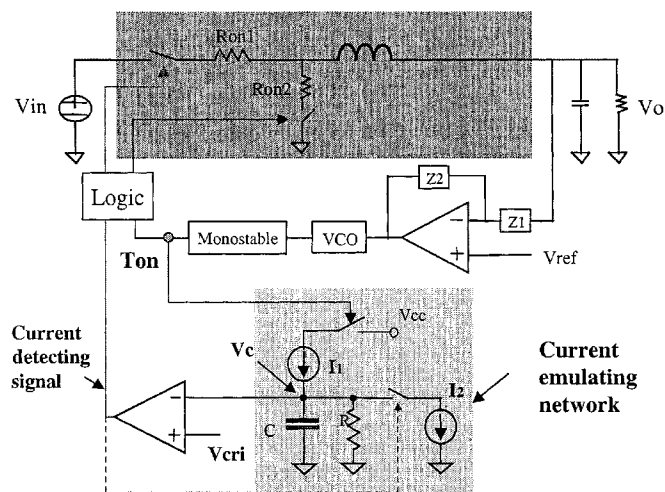 Ron1
Vin
Ron2
Vo
Logic
Z2
Z1
Monostable
VCO
Ton
Vref
Current
detecting
signal
Vcc
Vc
I1
I2
Current
emulating
network
C
R
Vcri